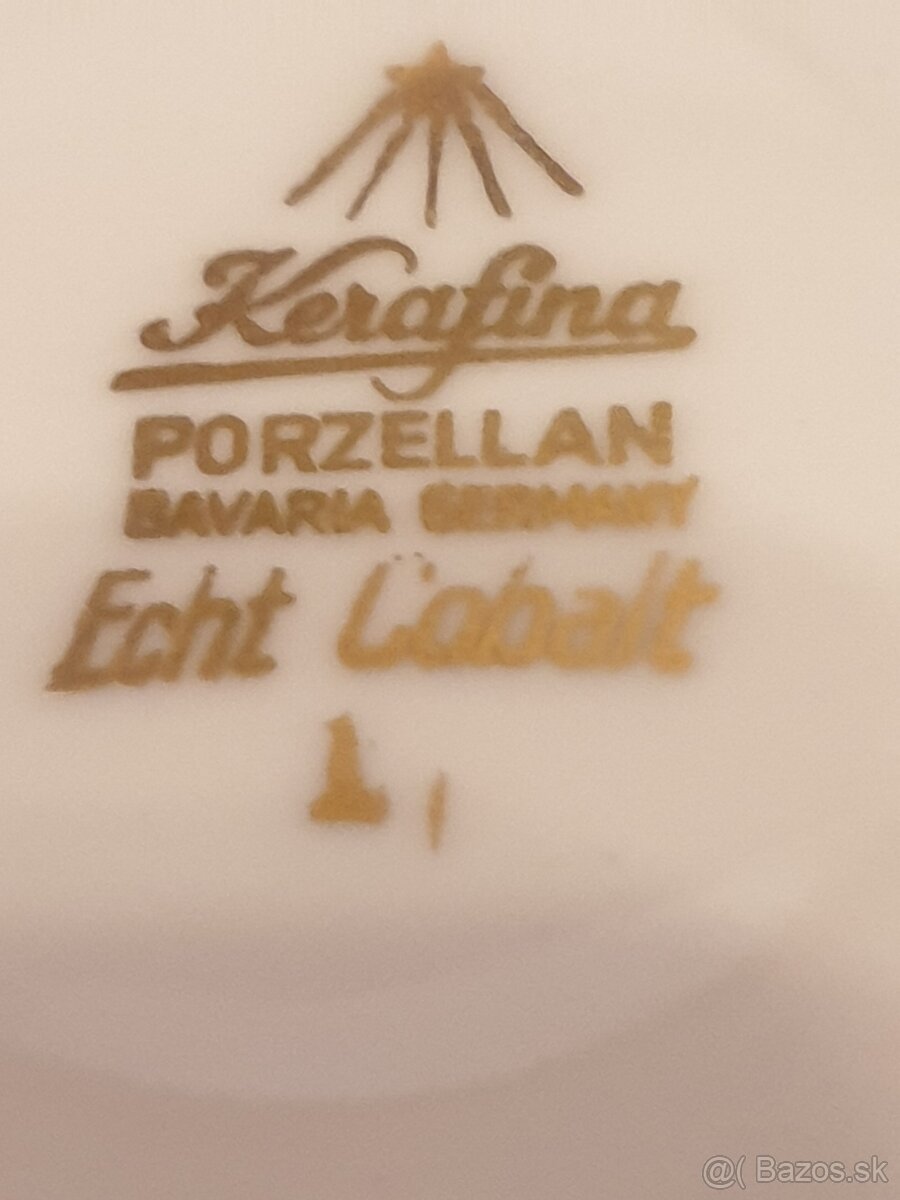 Kerafina
PORZELLAN
BAVARIA GERMANY
Echt Cobalt
@( Bazos.sk